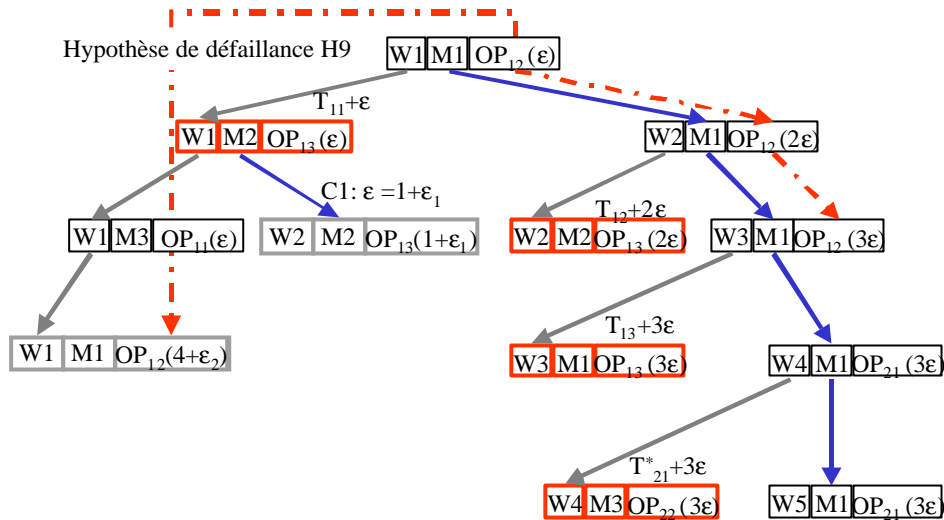 Hypothèse de défaillance H9
W1 M1 OP₁₂(ε)
T₁₁+ε
W1 M2 OP₁₃(ε)
W2 M1 OP₁₂(2ε)
C1: ε =1+ε₁
T₁₂+2ε
W1 M3 OP₁₁(ε)
W2 M2 OP₁₃(1+ε₁)
W2 M2 OP₁₃(2ε)
W3 M1 OP₁₂(3ε)
T₁₃+3ε
W1 M1 OP₁₂(4+ε₂)
W3 M1 OP₁₃(3ε)
W4 M1 OP₂₁(3ε)
T*₂₁+3ε
W4 M3 OP₂₂(3ε)
W5 M1 OP₂₁(3ε)